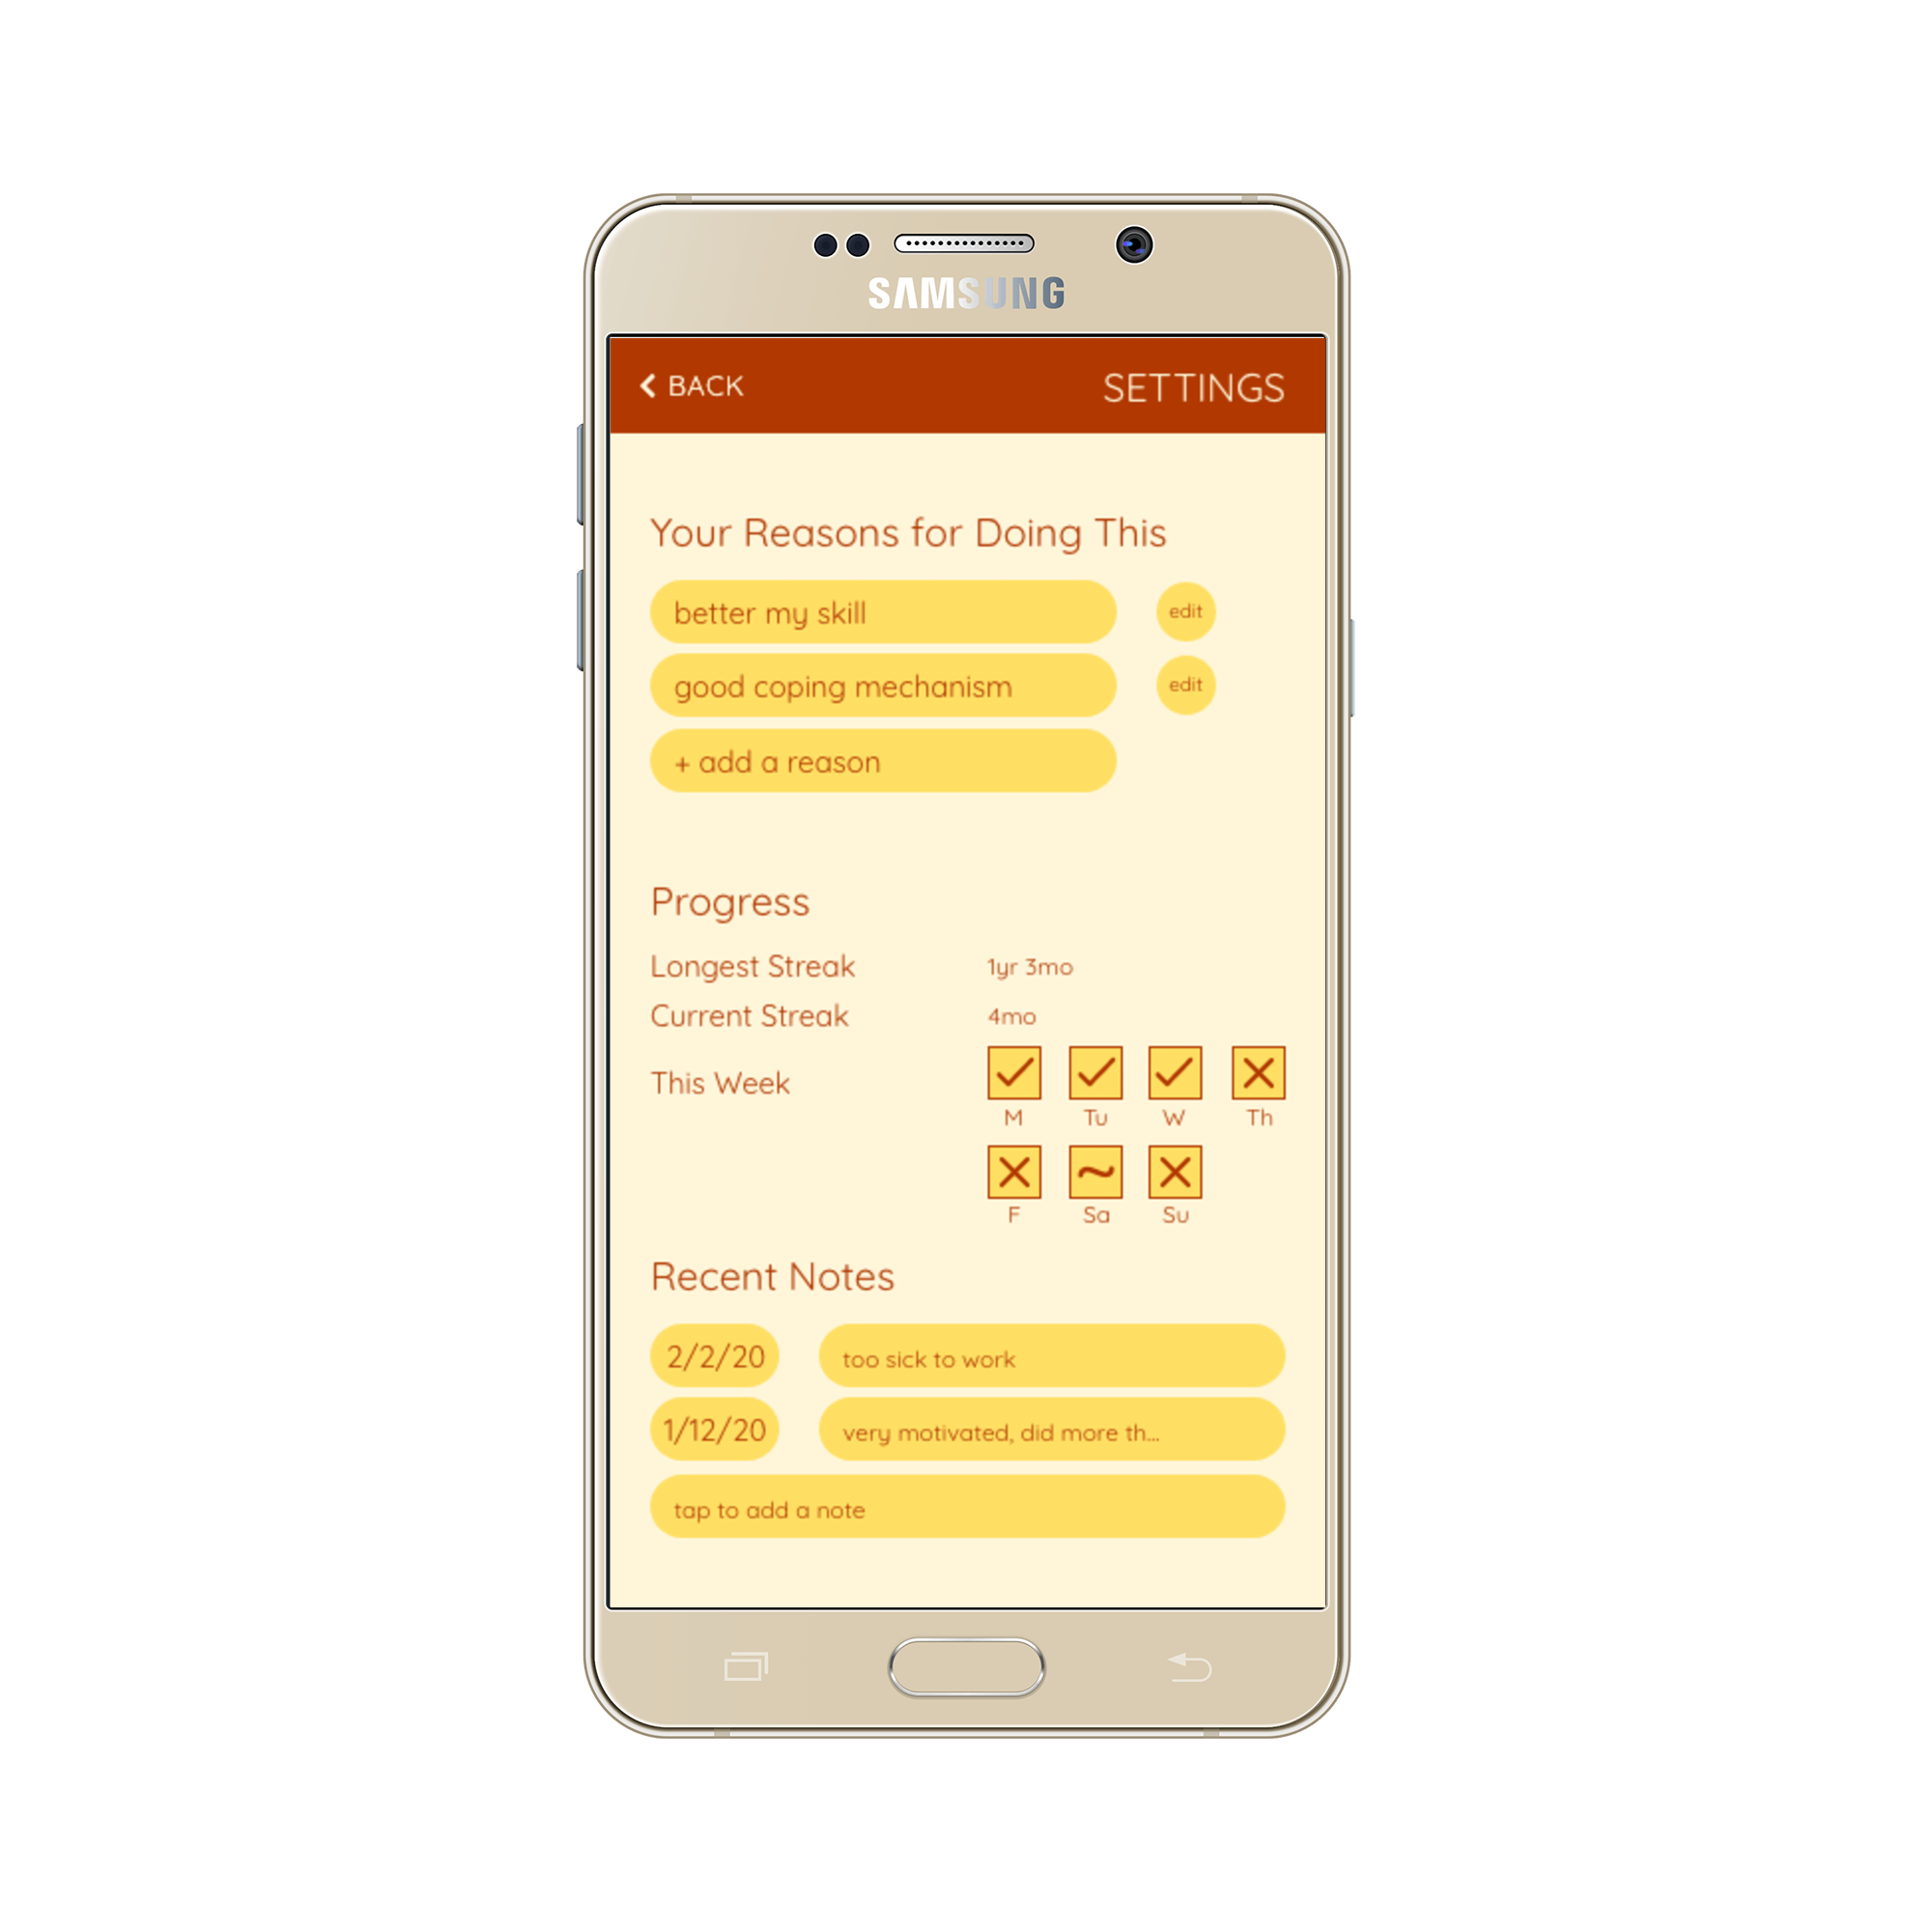 SAMSUNG
BACK SETTINGS
Your Reasons for Doing This
better my skill edit
good coping mechanism edit
+ add a reason
Progress
Longest Streak 1yr 3mo
Current Streak 4mo
This Week
M Tu W Th
F Sa Su
Recent Notes
2/2/20 too sick to work
1/12/20 very motivated, did more th...
tap to add a note